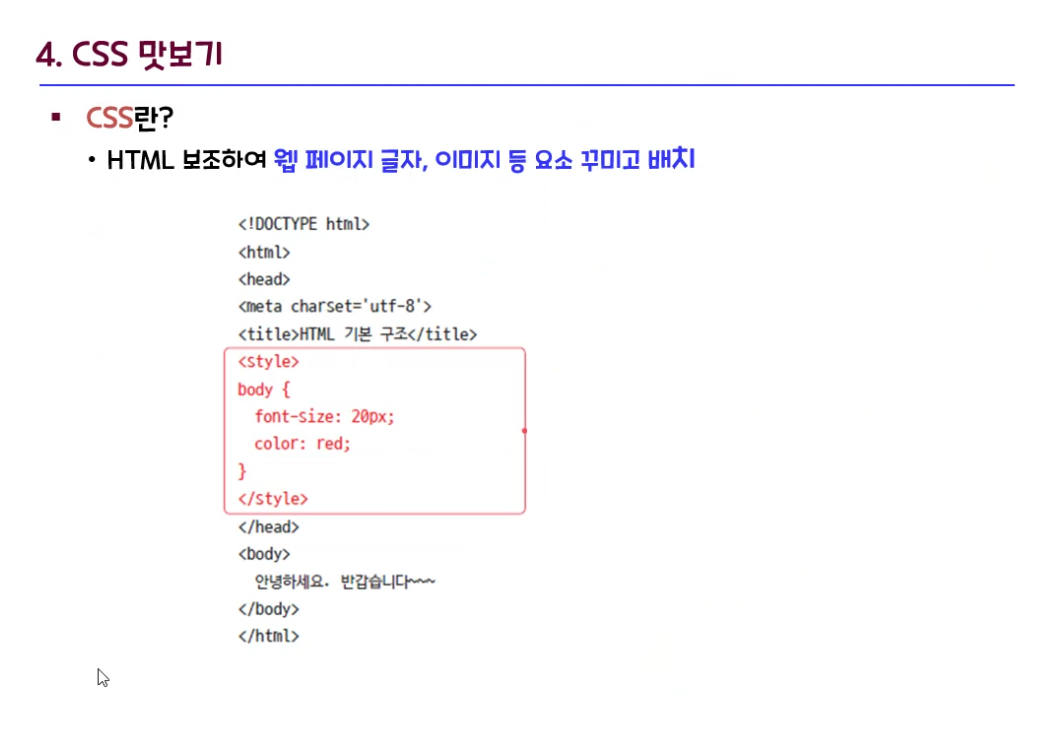 4. CSS 맛보기
▪ CSS란?
• HTML 보조하여 웹 페이지 글자, 이미지 등 요소 꾸미고 배치
<!DOCTYPE html>
<html>
<head>
<meta charset='utf-8'>
<title>HTML 기본 구조</title>
<style>
body {
  font-size: 20px;
  color: red;
}
</style>
</head>
<body>
  안녕하세요. 반갑습니다~~~
</body>
</html>